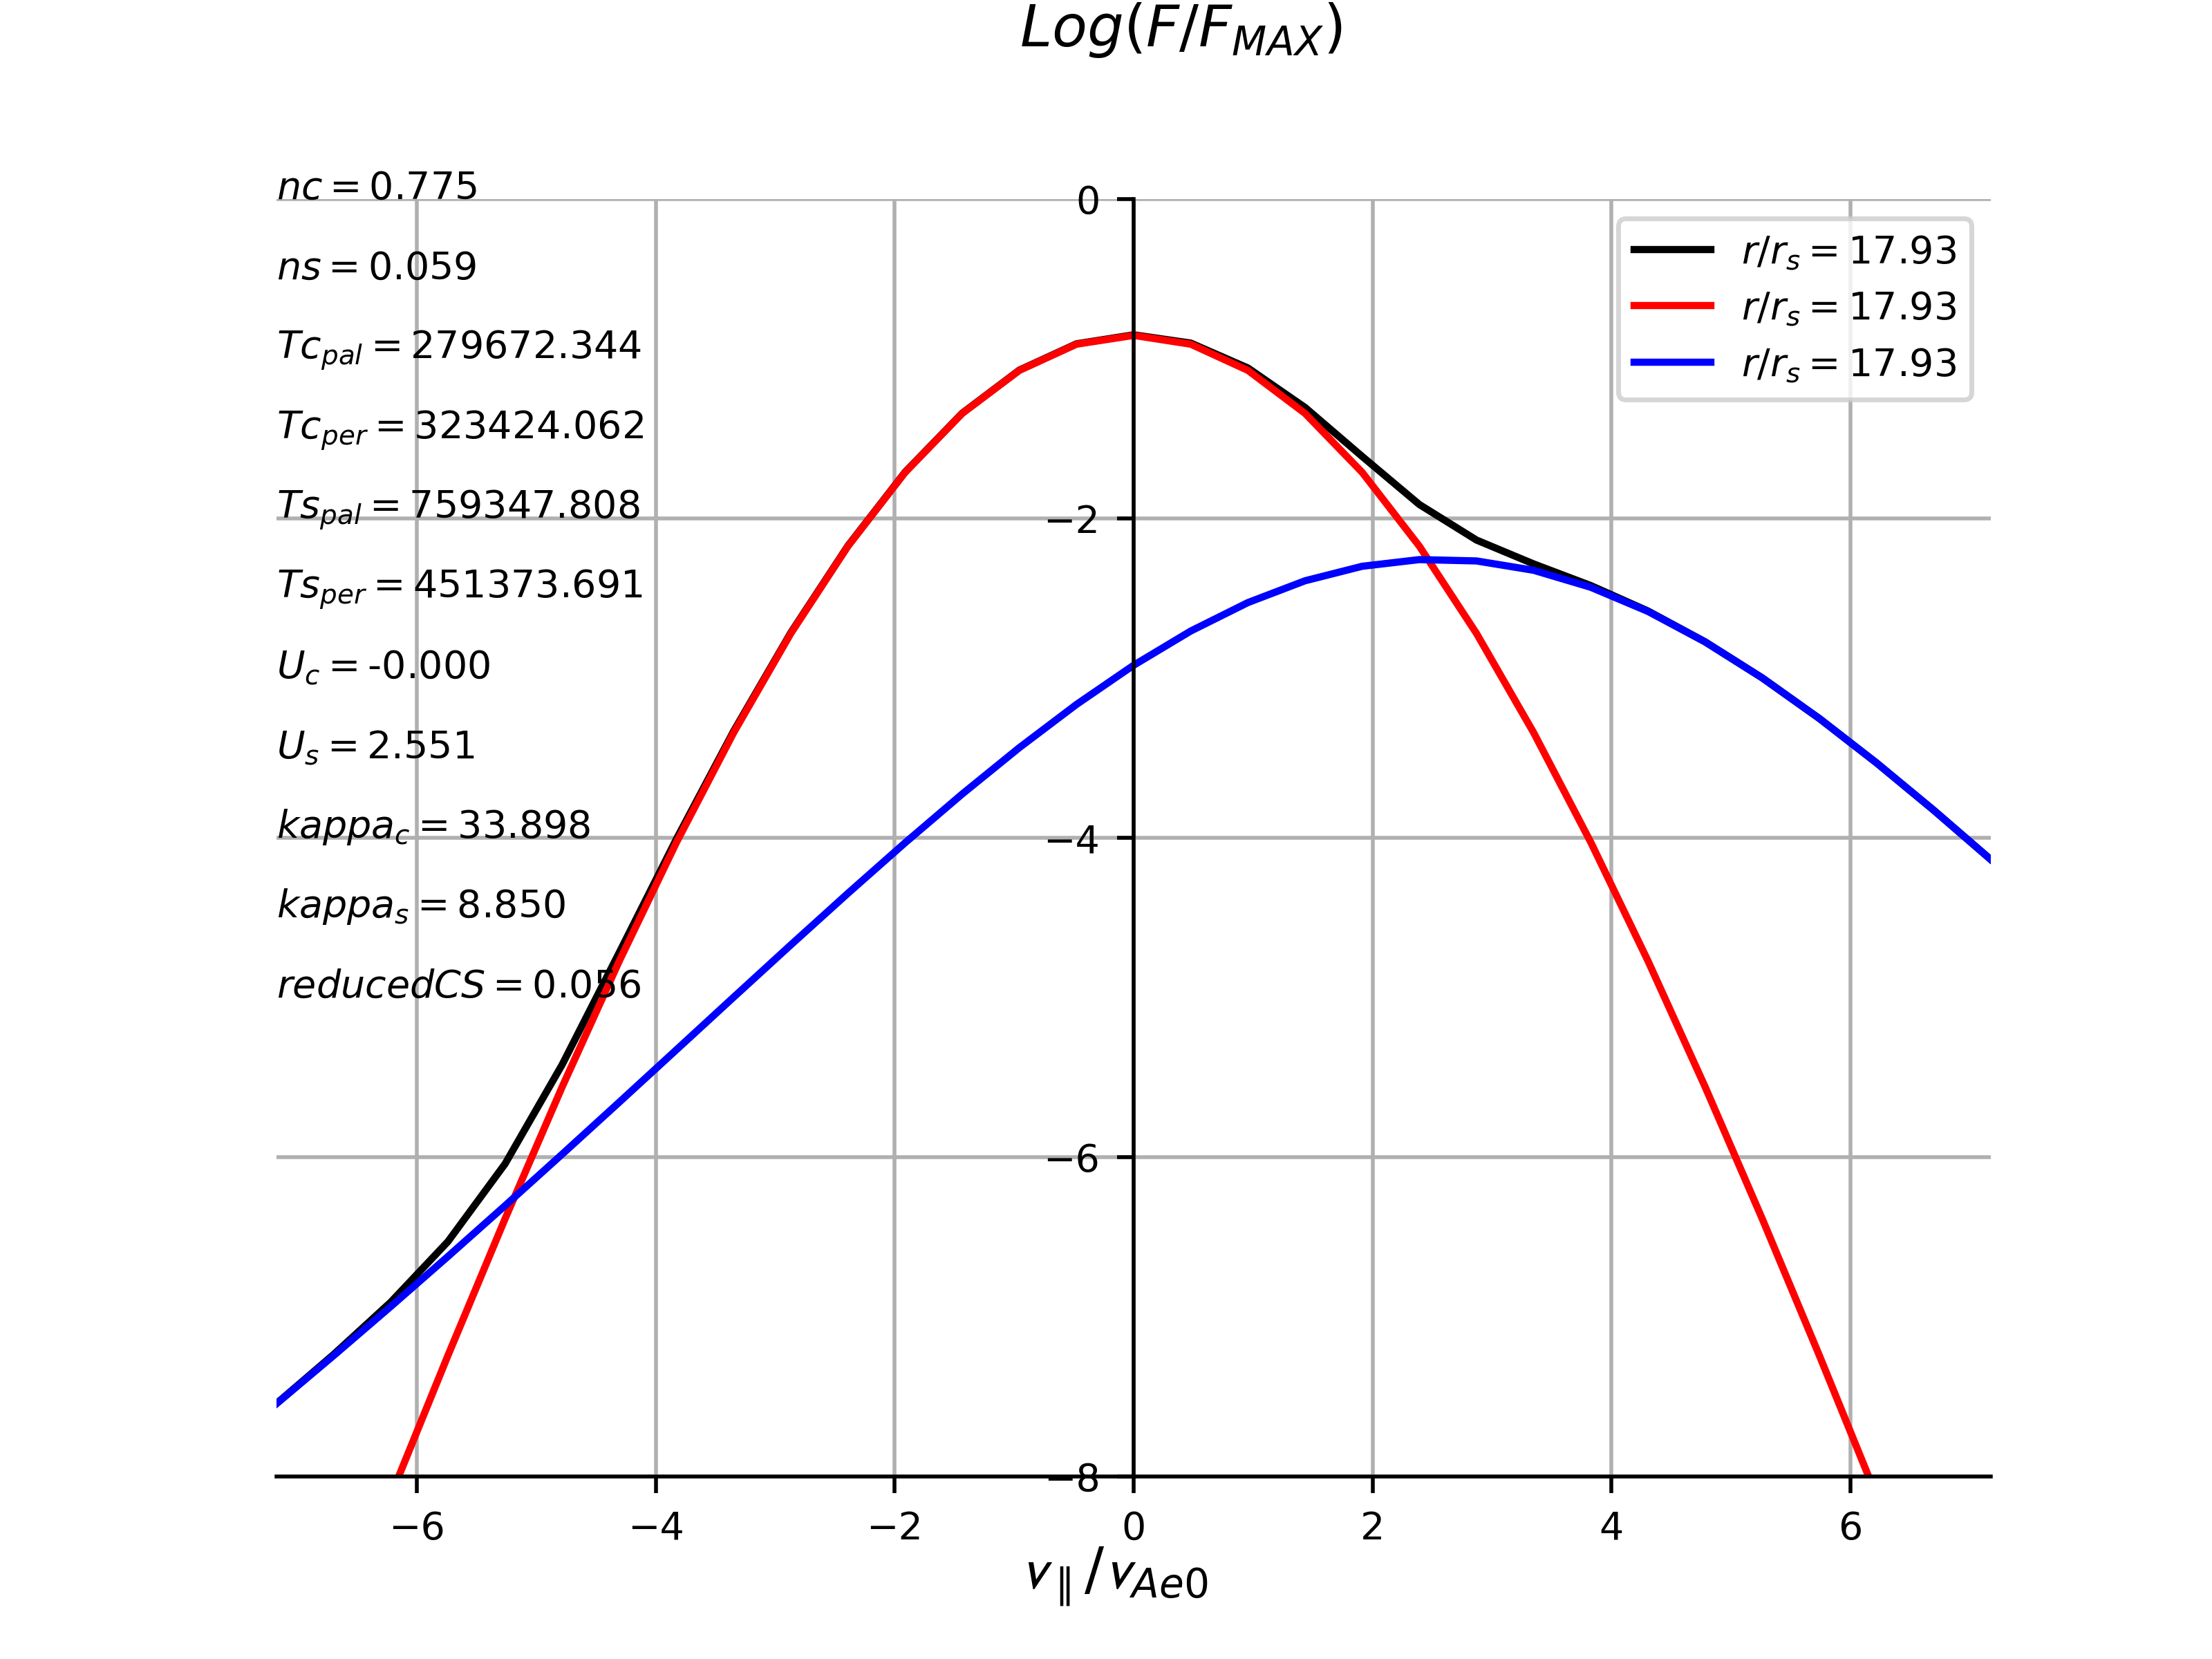 Log(F/F_MAX)
nc = 0.775
ns = 0.059
Tc_pal = 279672.344
Tc_per = 323424.062
Ts_pal = 759347.808
Ts_per = 451373.691
U_c = -0.000
U_s = 2.551
kappa_c = 33.898
kappa_s = 8.850
reducedCS = 0.056
r/r_s = 17.93
r/r_s = 17.93
r/r_s = 17.93
0
−2
−4
−6
−8
−6 −4 −2 0 2 4 6
v_∥/v_Ae0